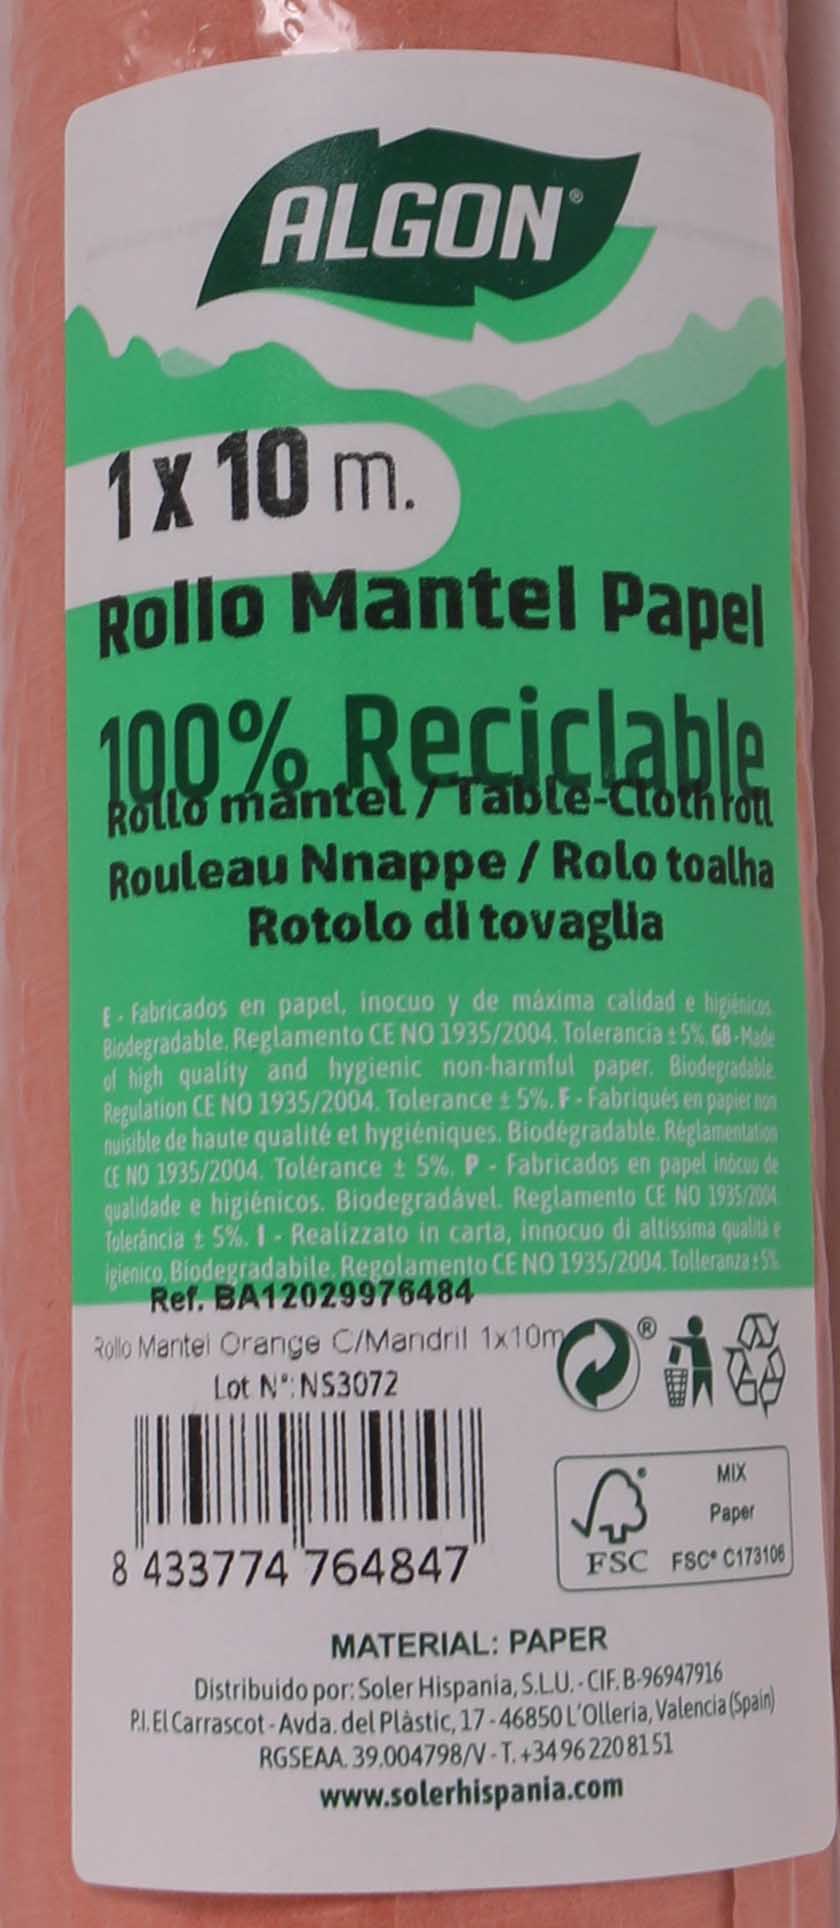 ALGON®
1 x 10 m.
Rollo Mantel Papel
100% Reciclable
Rollo mantel / Table-Cloth roll
Rouleau Nnappe / Rolo toalha
Rotolo di tovaglia
E - Fabricados en papel, inocuo y de máxima calidad e higiénicos.
Biodegradable. Reglamento CE NO 1935/2004. Tolerancia ± 5%. GB - Made
of high quality and hygienic non-harmful paper. Biodegradable.
Regulation CE NO 1935/2004. Tolerance ± 5%. F - Fabriqués en papier non
nuisible de haute qualité et hygiéniques. Biodégradable. Réglamentation
CE NO 1935/2004. Tolérance ± 5%. P - Fabricados en papel inócuo de
qualidade e higiénicos. Biodegradável. Reglamento CE NO 1935/2004.
Tolerância ± 5%. I - Realizzato in carta, innocuo di altissima qualità e
igienico. Biodegradabile. Regolamento CE NO 1935/2004. Tolleranza ± 5%.
Ref. BA12029976484
Rollo Mantel Orange C/Mandril 1x10m
®
Lot Nº: NS3072
8 433774 764847
MIX
Paper
FSC FSC® C173106
MATERIAL: PAPER
Distribuido por: Soler Hispania, S.L.U. - CIF. B-96947916
P.I. El Carrascot - Avda. del Plàstic, 17 - 46850 L'Olleria, Valencia (Spain)
RGSEAA. 39.004798/V - T. +34 96 220 81 51
www.solerhispania.com